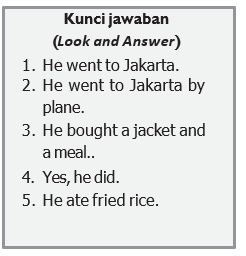 Kunci jawaban
(Look and Answer)
1. He went to Jakarta.
2. He went to Jakarta by
plane.
3. He bought a jacket and
a meal..
4. Yes, he did.
5. He ate fried rice.